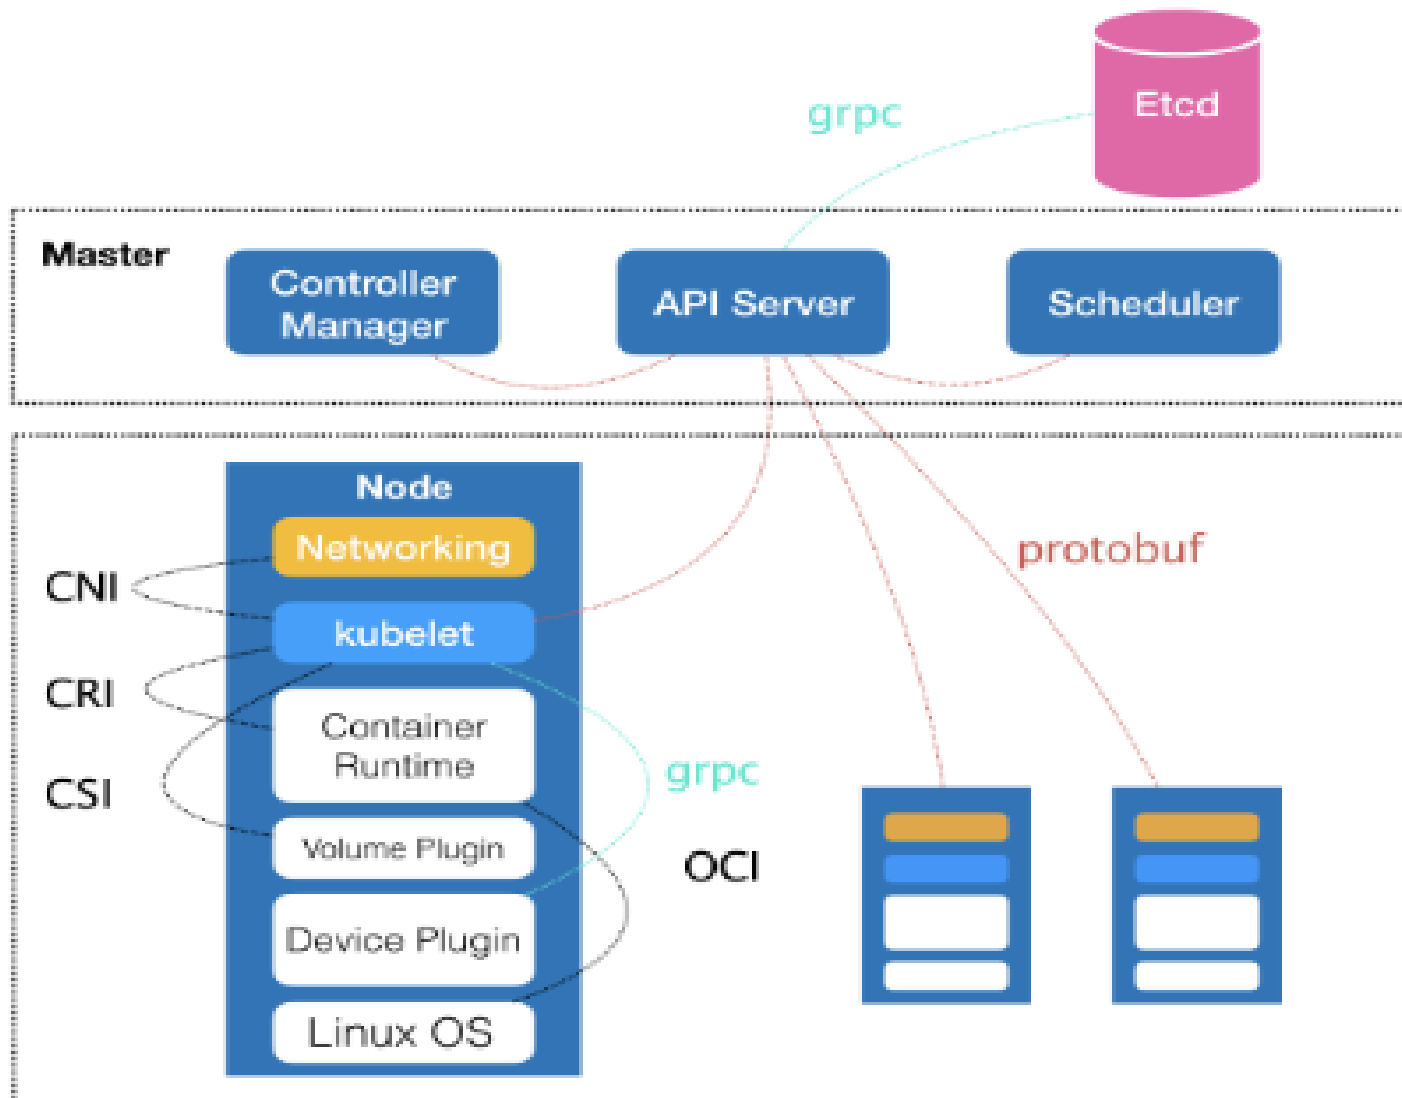 Etcd
grpc
Master
Controller
Manager
API Server
Scheduler
Node
Networking
CNI
kubelet
protobuf
CRI
Container
Runtime
grpc
CSI
Volume Plugin
OCI
Device Plugin
Linux OS